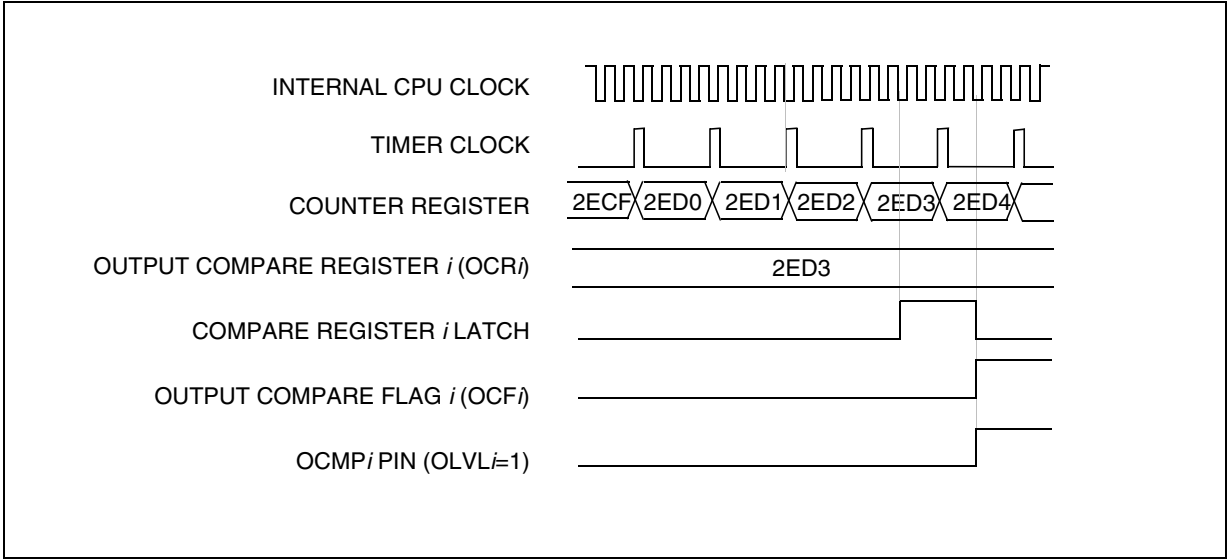 INTERNAL CPU CLOCK
TIMER CLOCK
COUNTER REGISTER 2ECF 2ED0 2ED1 2ED2 2ED3 2ED4
OUTPUT COMPARE REGISTER i (OCRi) 2ED3
COMPARE REGISTER i LATCH
OUTPUT COMPARE FLAG i (OCFi)
OCMPi PIN (OLVLi=1)